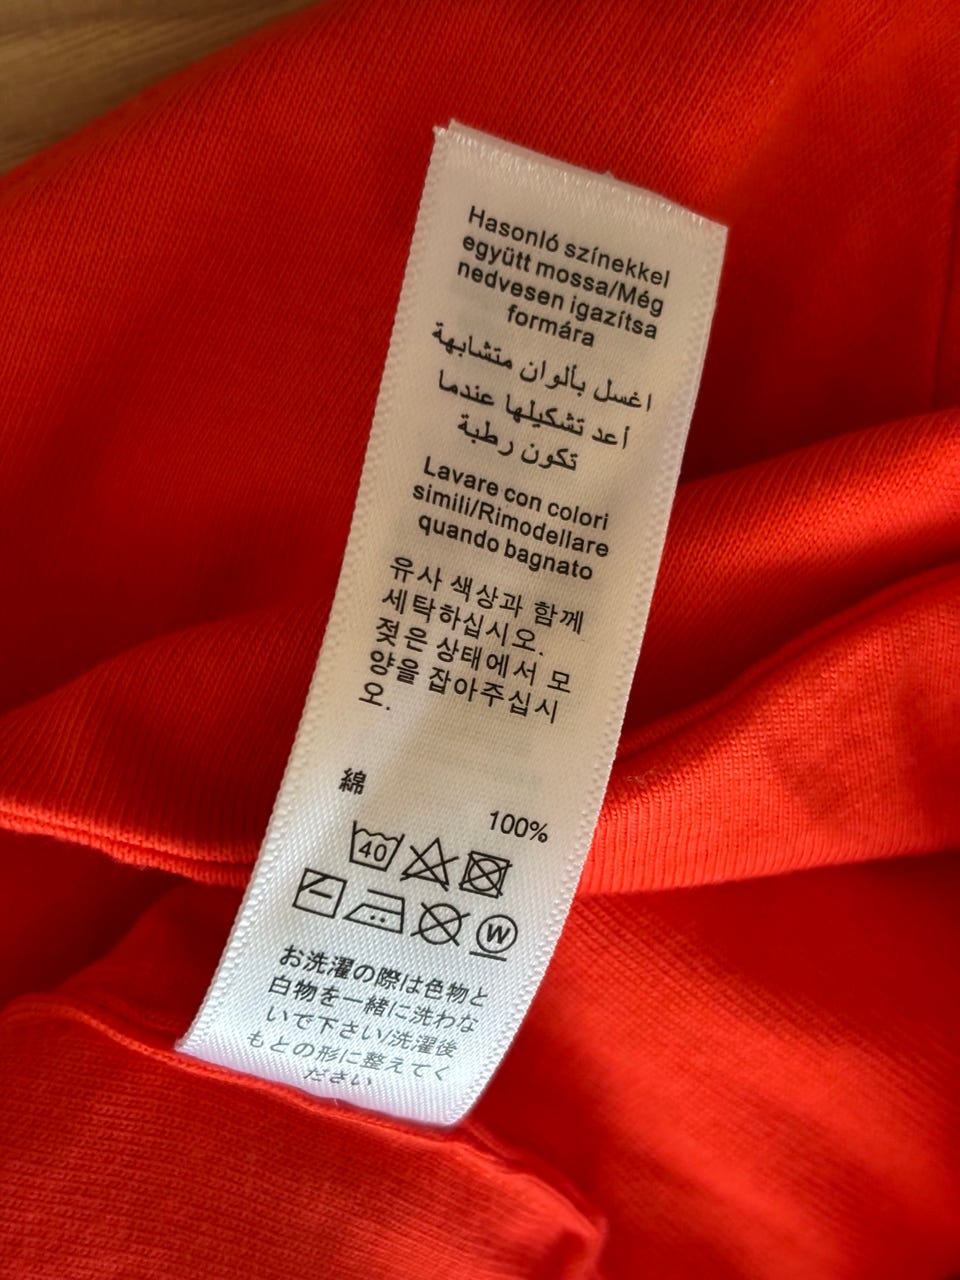 Hasonló színekkel
együtt mossa/Még
nedvesen igazítsa
formára
اغسل بألوان متشابهة
أعد تشكيلها عندما
تكون رطبة
Lavare con colori
simili/Rimodellare
quando bagnato
유사 색상과 함께
세탁하십시오.
젖은 상태에서 모
양을 잡아주십시
오.
綿
100%
40
W
お洗濯の際は色物と
白物を一緒に洗わな
いで下さい/洗濯後
もとの形に整えてく
ださい